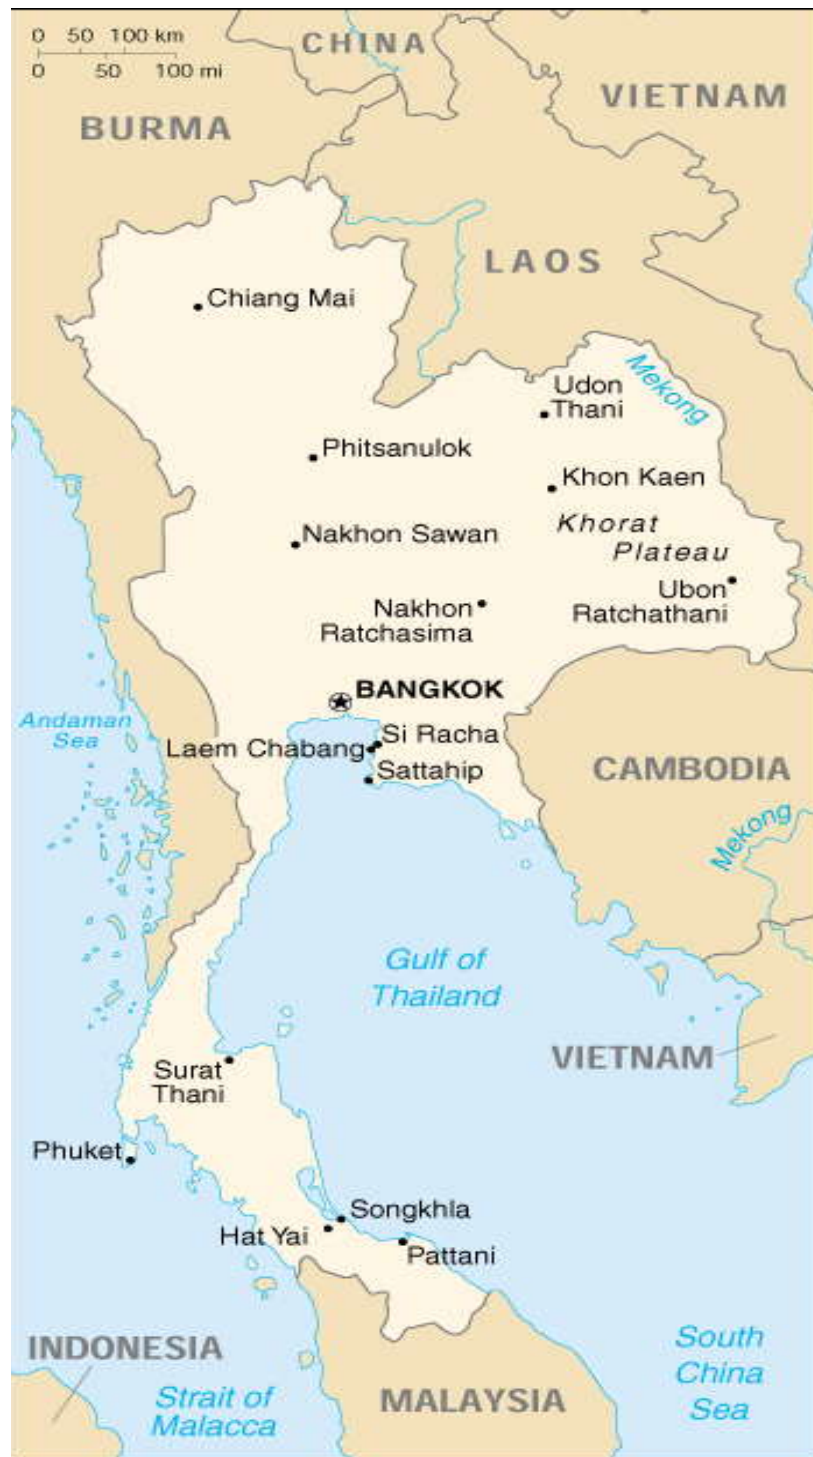 0 50 100 km
0 50 100 mi
CHINA
VIETNAM
BURMA
LAOS
Chiang Mai
Mekong
Udon
Thani
Phitsanulok
Khon Kaen
Khorat
Plateau
Nakhon Sawan
Ubon
Ratchathani
Nakhon
Ratchasima
BANGKOK
Andaman
Sea
Si Racha
Laem Chabang
Sattahip
CAMBODIA
Mekong
Gulf of
Thailand
VIETNAM
Surat
Thani
Phuket
Songkhla
Hat Yai
Pattani
INDONESIA
South
China
Sea
Strait of
Malacca
MALAYSIA